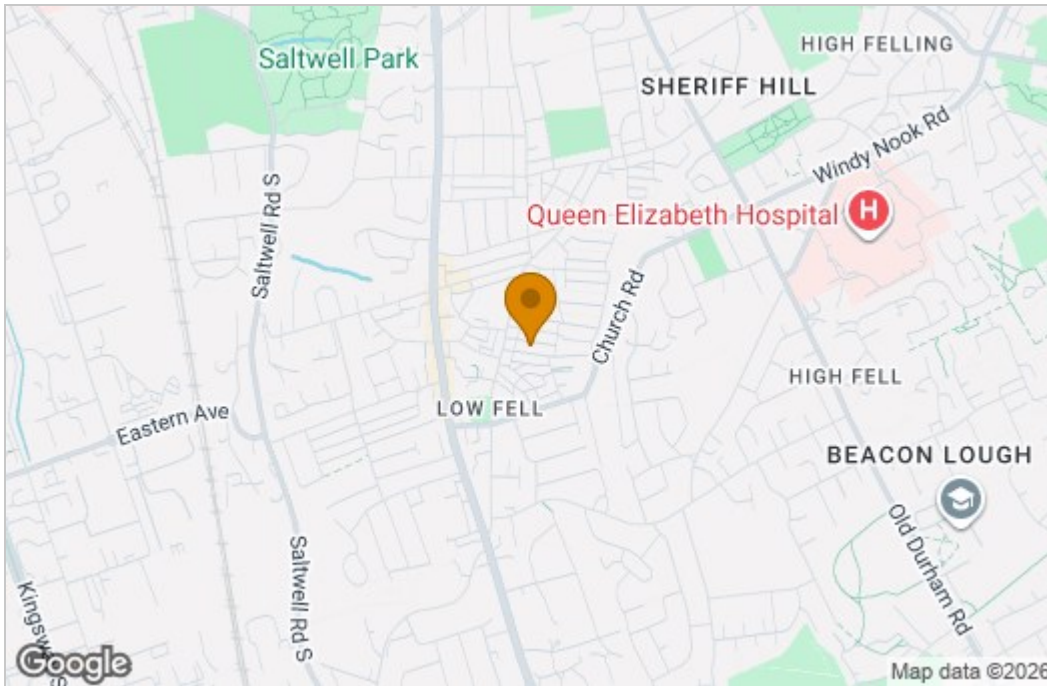 Saltwell Park
HIGH FELLING
SHERIFF HILL
Windy Nook Rd
Queen Elizabeth Hospital
H
Saltwell Rd S
Church Rd
HIGH FELL
LOW FELL
Eastern Ave
BEACON LOUGH
Old Durham Rd
Saltwell Rd S
Google
Map data ©2026